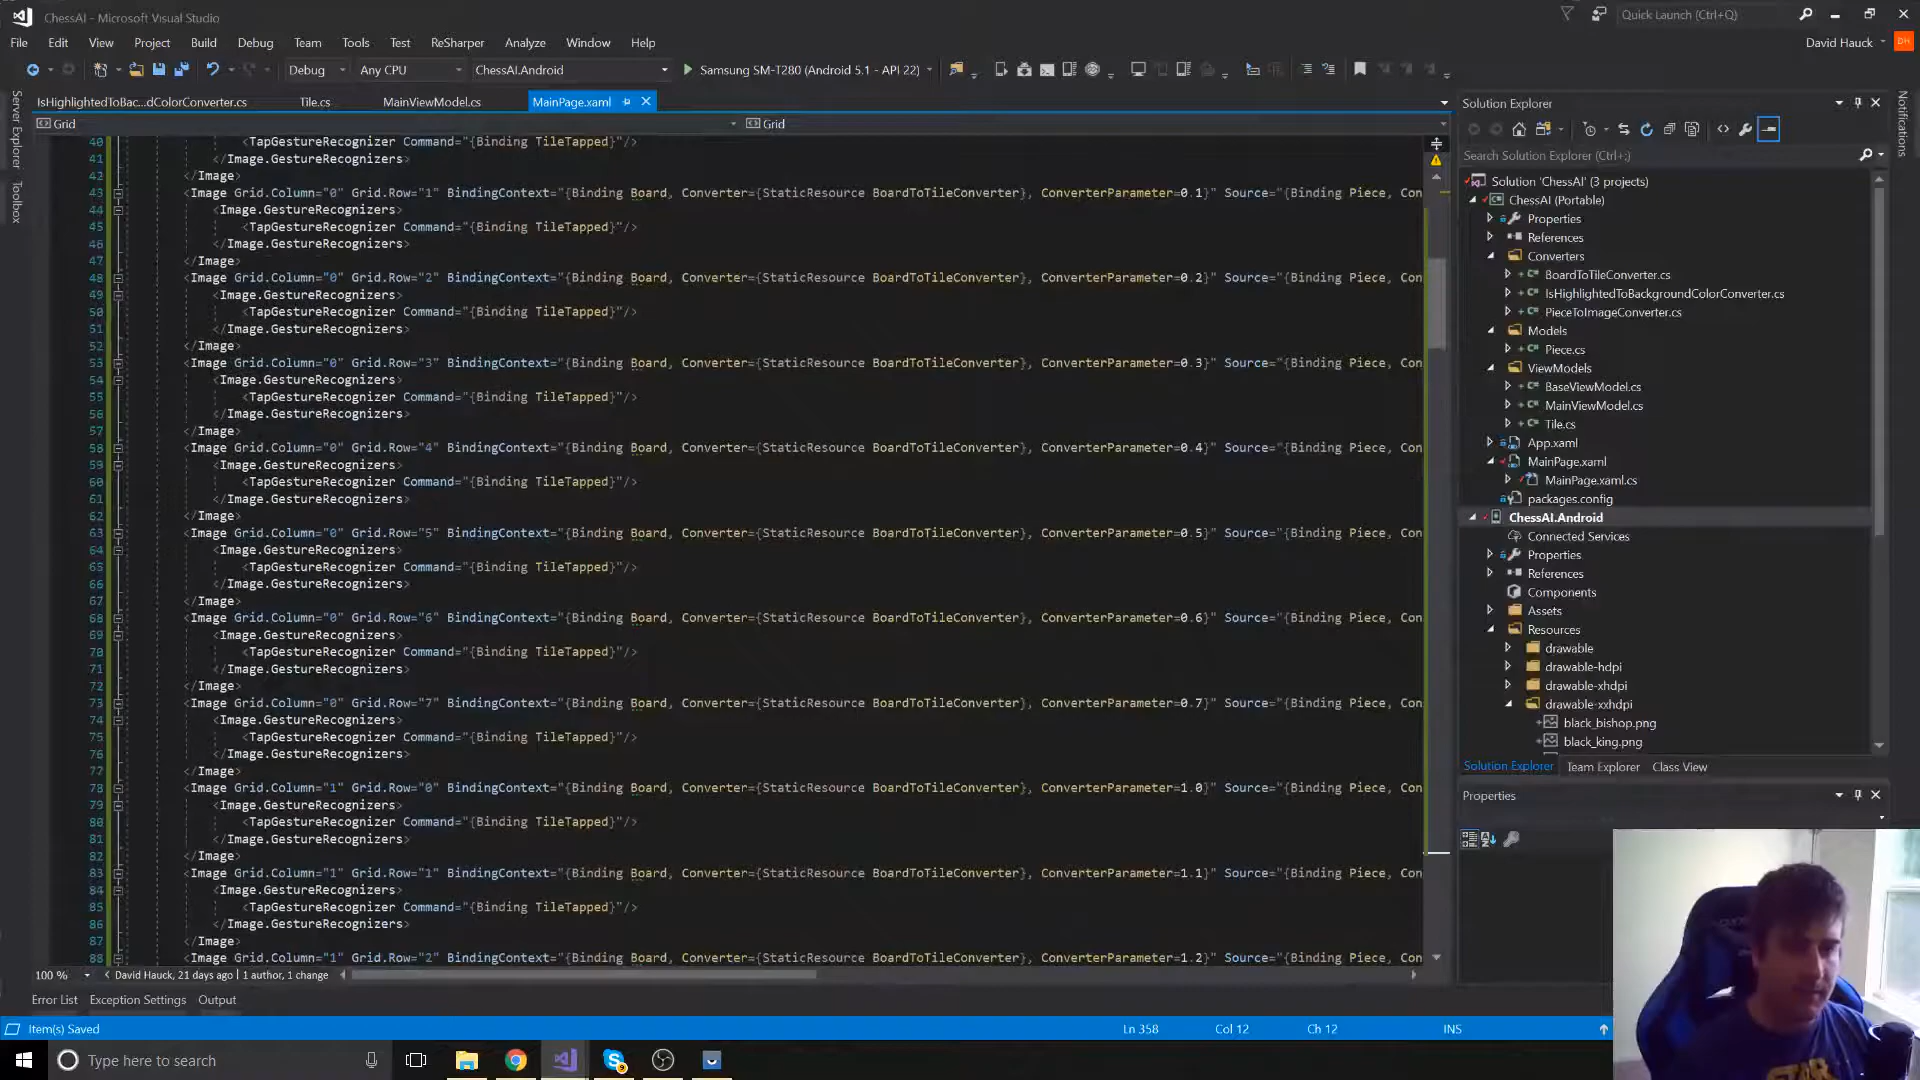 ChessAI - Microsoft Visual Studio
Quick Launch (Ctrl+Q)
File Edit View Project Build Debug Team Tools Test ReSharper Analyze Window Help
David Hauck DH
Debug Any CPU ChessAI.Android Samsung SM-T280 (Android 5.1 - API 22)
IsHighlightedToBac...dColorConverter.cs Tile.cs MainViewModel.cs MainPage.xaml
Grid Grid
Server Explorer
Toolbox
40 <TapGestureRecognizer Command="{Binding TileTapped}"/>
41 </Image.GestureRecognizers>
42 </Image>
43 <Image Grid.Column="0" Grid.Row="1" BindingContext="{Binding Board, Converter={StaticResource BoardToTileConverter}, ConverterParameter=0.1}" Source="{Binding Piece, Con
44 <Image.GestureRecognizers>
45 <TapGestureRecognizer Command="{Binding TileTapped}"/>
46 </Image.GestureRecognizers>
47 </Image>
48 <Image Grid.Column="0" Grid.Row="2" BindingContext="{Binding Board, Converter={StaticResource BoardToTileConverter}, ConverterParameter=0.2}" Source="{Binding Piece, Con
49 <Image.GestureRecognizers>
50 <TapGestureRecognizer Command="{Binding TileTapped}"/>
51 </Image.GestureRecognizers>
52 </Image>
53 <Image Grid.Column="0" Grid.Row="3" BindingContext="{Binding Board, Converter={StaticResource BoardToTileConverter}, ConverterParameter=0.3}" Source="{Binding Piece, Con
54 <Image.GestureRecognizers>
55 <TapGestureRecognizer Command="{Binding TileTapped}"/>
56 </Image.GestureRecognizers>
57 </Image>
58 <Image Grid.Column="0" Grid.Row="4" BindingContext="{Binding Board, Converter={StaticResource BoardToTileConverter}, ConverterParameter=0.4}" Source="{Binding Piece, Con
59 <Image.GestureRecognizers>
60 <TapGestureRecognizer Command="{Binding TileTapped}"/>
61 </Image.GestureRecognizers>
62 </Image>
63 <Image Grid.Column="0" Grid.Row="5" BindingContext="{Binding Board, Converter={StaticResource BoardToTileConverter}, ConverterParameter=0.5}" Source="{Binding Piece, Con
64 <Image.GestureRecognizers>
65 <TapGestureRecognizer Command="{Binding TileTapped}"/>
66 </Image.GestureRecognizers>
67 </Image>
68 <Image Grid.Column="0" Grid.Row="6" BindingContext="{Binding Board, Converter={StaticResource BoardToTileConverter}, ConverterParameter=0.6}" Source="{Binding Piece, Con
69 <Image.GestureRecognizers>
70 <TapGestureRecognizer Command="{Binding TileTapped}"/>
71 </Image.GestureRecognizers>
72 </Image>
73 <Image Grid.Column="0" Grid.Row="7" BindingContext="{Binding Board, Converter={StaticResource BoardToTileConverter}, ConverterParameter=0.7}" Source="{Binding Piece, Con
74 <Image.GestureRecognizers>
75 <TapGestureRecognizer Command="{Binding TileTapped}"/>
76 </Image.GestureRecognizers>
77 </Image>
78 <Image Grid.Column="1" Grid.Row="0" BindingContext="{Binding Board, Converter={StaticResource BoardToTileConverter}, ConverterParameter=1.0}" Source="{Binding Piece, Con
79 <Image.GestureRecognizers>
80 <TapGestureRecognizer Command="{Binding TileTapped}"/>
81 </Image.GestureRecognizers>
82 </Image>
83 <Image Grid.Column="1" Grid.Row="1" BindingContext="{Binding Board, Converter={StaticResource BoardToTileConverter}, ConverterParameter=1.1}" Source="{Binding Piece, Con
84 <Image.GestureRecognizers>
85 <TapGestureRecognizer Command="{Binding TileTapped}"/>
86 </Image.GestureRecognizers>
87 </Image>
88 <Image Grid.Column="1" Grid.Row="2" BindingContext="{Binding Board, Converter={StaticResource BoardToTileConverter}, ConverterParameter=1.2}" Source="{Binding Piece, Con
100 % David Hauck, 21 days ago | 1 author, 1 change
Error List Exception Settings Output
Item(s) Saved Ln 358 Col 12 Ch 12 INS
Solution Explorer
Search Solution Explorer (Ctrl+;)
Solution 'ChessAI' (3 projects)
ChessAI (Portable)
Properties
References
Converters
BoardToTileConverter.cs
IsHighlightedToBackgroundColorConverter.cs
PieceToImageConverter.cs
Models
Piece.cs
ViewModels
BaseViewModel.cs
MainViewModel.cs
Tile.cs
App.xaml
MainPage.xaml
MainPage.xaml.cs
packages.config
ChessAI.Android
Connected Services
Properties
References
Components
Assets
Resources
drawable
drawable-hdpi
drawable-xhdpi
drawable-xxhdpi
black_bishop.png
black_king.png
Solution Explorer Team Explorer Class View
Properties
Notifications
Type here to search